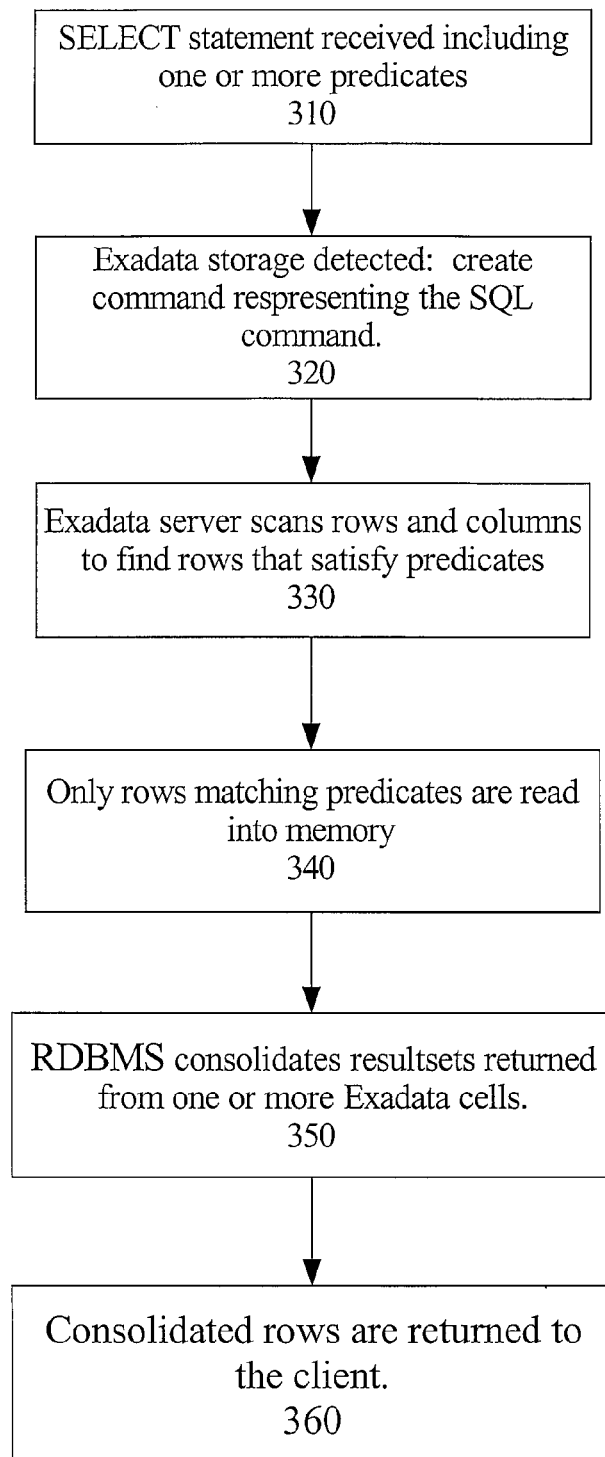 SELECT statement received including
one or more predicates
310
Exadata storage detected: create
command respresenting the SQL
command.
320
Exadata server scans rows and columns
to find rows that satisfy predicates
330
Only rows matching predicates are read
into memory
340
RDBMS consolidates resultsets returned
from one or more Exadata cells.
350
Consolidated rows are returned to
the client.
360